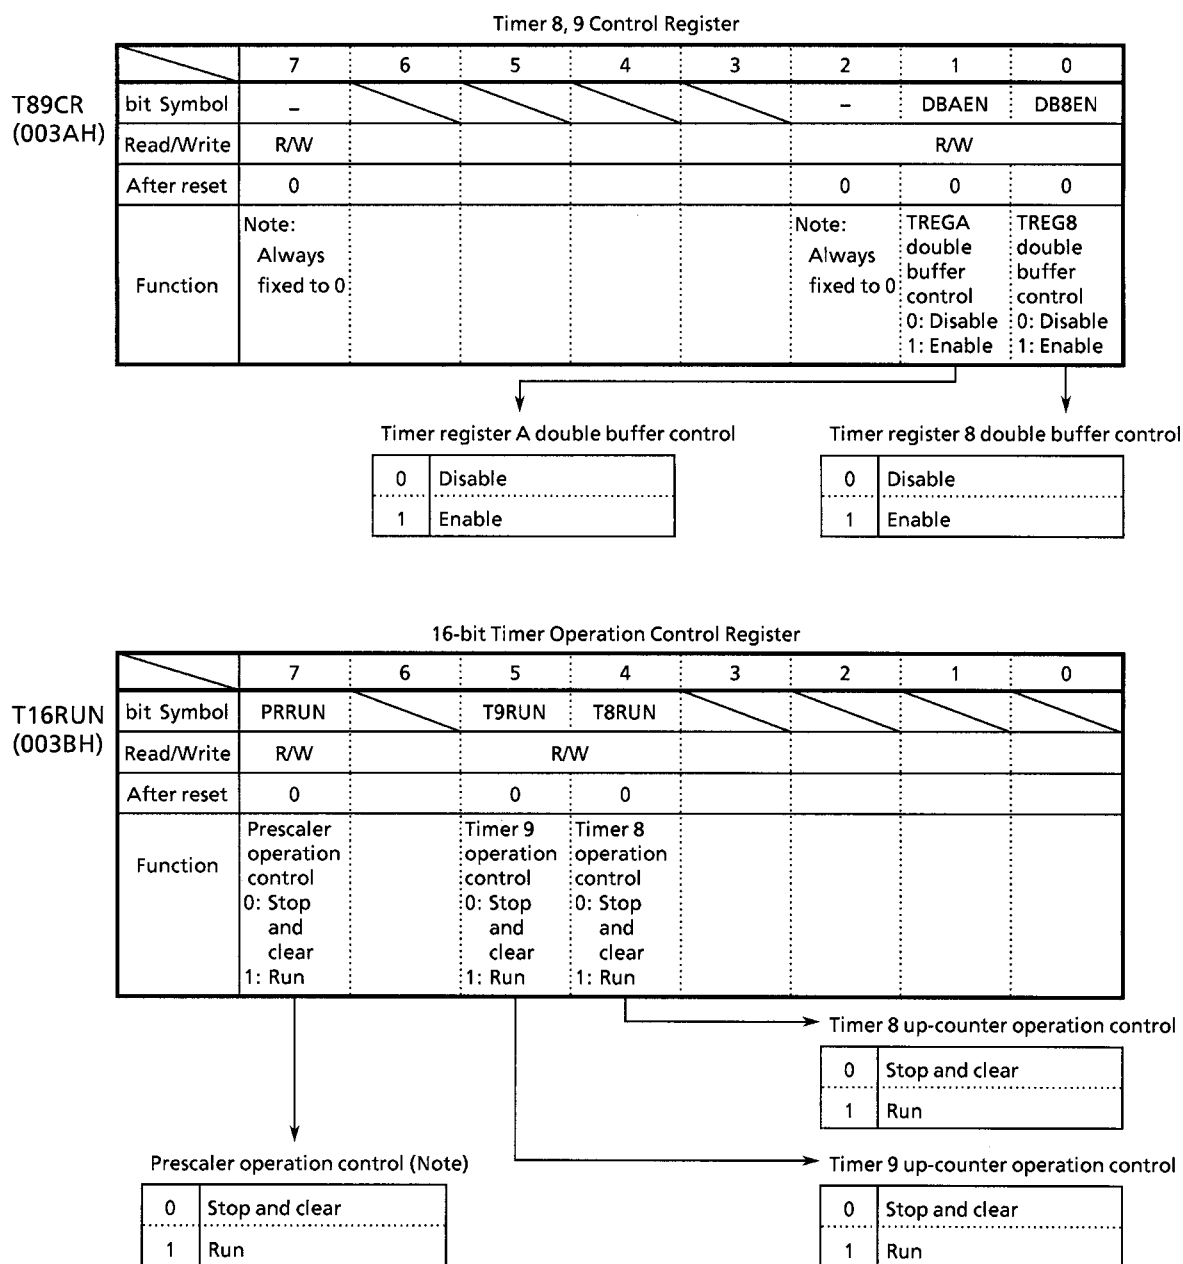 Timer 8, 9 Control Register
7 6 5 4 3 2 1 0
T89CR
(003AH)
bit Symbol – – DBAEN DB8EN
Read/Write R/W R/W
After reset 0 0 0 0
Function
Note:
Always
fixed to 0
Note:
Always
fixed to 0
TREGA
double
buffer
control
0: Disable
1: Enable
TREG8
double
buffer
control
0: Disable
1: Enable
Timer register A double buffer control
0 Disable
1 Enable
Timer register 8 double buffer control
0 Disable
1 Enable
16-bit Timer Operation Control Register
7 6 5 4 3 2 1 0
T16RUN
(003BH)
bit Symbol PRRUN T9RUN T8RUN
Read/Write R/W R/W
After reset 0 0 0
Function
Prescaler
operation
control
0: Stop
and
clear
1: Run
Timer 9
operation
control
0: Stop
and
clear
1: Run
Timer 8
operation
control
0: Stop
and
clear
1: Run
Timer 8 up-counter operation control
0 Stop and clear
1 Run
Prescaler operation control (Note)
0 Stop and clear
1 Run
Timer 9 up-counter operation control
0 Stop and clear
1 Run